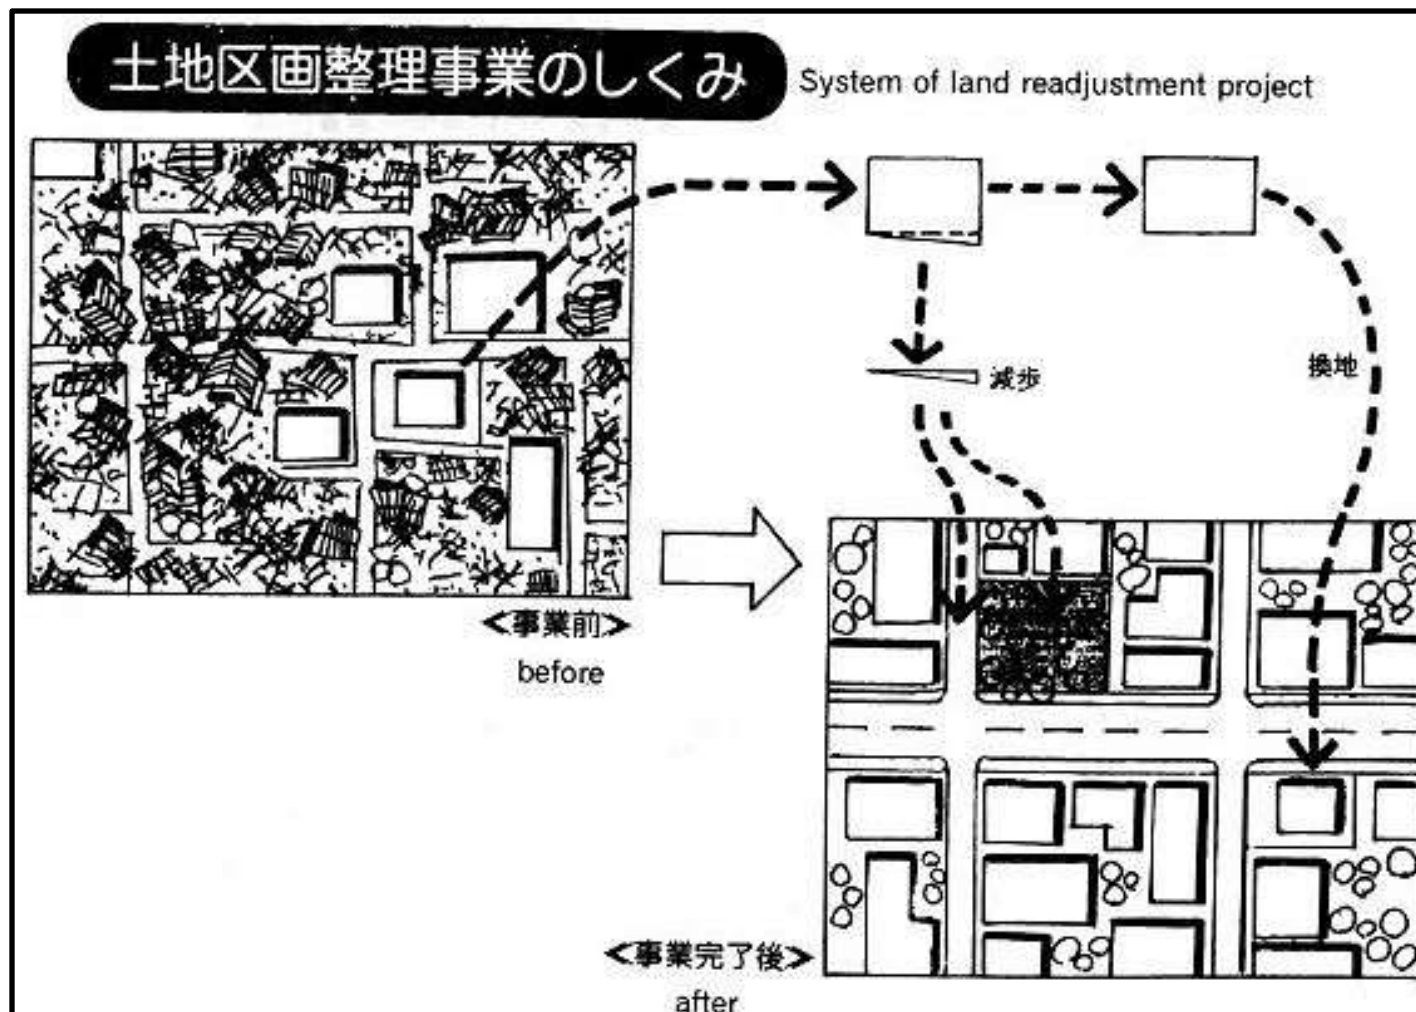 土地区画整理事業のしくみ
System of land readjustment project
減歩
換地
<事業前>
before
<事業完了後>
after